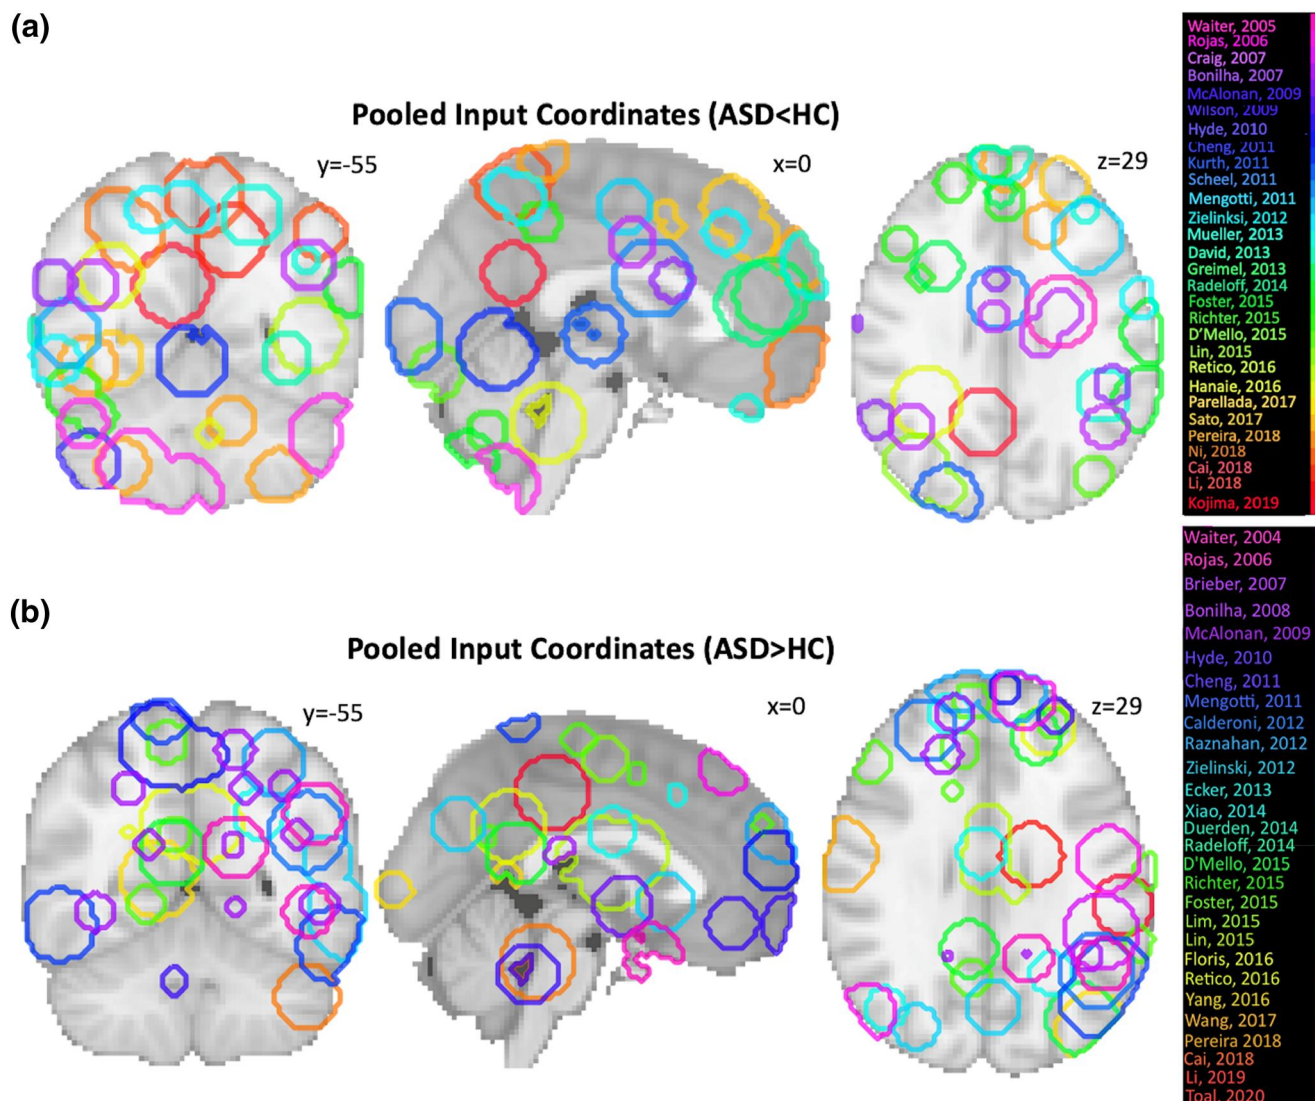 (a)
Pooled Input Coordinates (ASD<HC)
y=-55
x=0
z=29
Waiter, 2005
Rojas, 2006
Craig, 2007
Bonilha, 2007
McAlonan, 2009
Wilson, 2009
Hyde, 2010
Cheng, 2011
Kurth, 2011
Scheel, 2011
Mengotti, 2011
Zielinksi, 2012
Mueller, 2013
David, 2013
Greimel, 2013
Radeloff, 2014
Foster, 2015
Richter, 2015
D'Mello, 2015
Lin, 2015
Retico, 2016
Hanaie, 2016
Parellada, 2017
Sato, 2017
Pereira, 2018
Ni, 2018
Cai, 2018
Li, 2018
Kojima, 2019
(b)
Pooled Input Coordinates (ASD>HC)
y=-55
x=0
z=29
Waiter, 2004
Rojas, 2006
Brieber, 2007
Bonilha, 2008
McAlonan, 2009
Hyde, 2010
Cheng, 2011
Mengotti, 2011
Calderoni, 2012
Raznahan, 2012
Zielinski, 2012
Ecker, 2013
Xiao, 2014
Duerden, 2014
Radeloff, 2014
D'Mello, 2015
Richter, 2015
Foster, 2015
Lim, 2015
Lin, 2015
Floris, 2016
Retico, 2016
Yang, 2016
Wang, 2017
Pereira 2018
Cai, 2018
Li, 2019
Toal, 2020